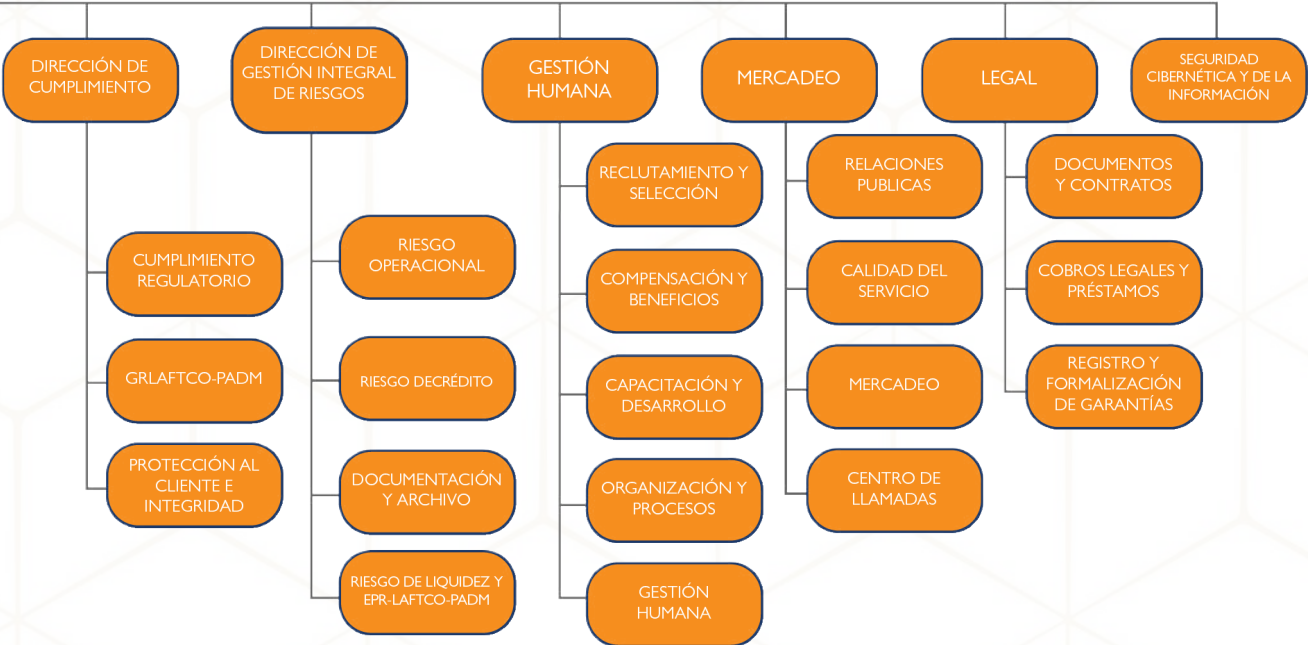 DIRECCIÓN DE
CUMPLIMIENTO
DIRECCIÓN DE
GESTIÓN INTEGRAL
DE RIESGOS
GESTIÓN
HUMANA
MERCADEO
LEGAL
SEGURIDAD
CIBERNÉTICA Y DE LA
INFORMACIÓN
CUMPLIMIENTO
REGULATORIO
GRLAFTCO-PADM
PROTECCIÓN AL
CLIENTE E
INTEGRIDAD
RIESGO
OPERACIONAL
RIESGO DECRÉDITO
DOCUMENTACIÓN
Y ARCHIVO
RIESGO DE LIQUIDEZ Y
EPR-LAFTCO-PADM
RECLUTAMIENTO Y
SELECCIÓN
COMPENSACIÓN Y
BENEFICIOS
CAPACITACIÓN Y
DESARROLLO
ORGANIZACIÓN Y
PROCESOS
GESTIÓN
HUMANA
RELACIONES
PUBLICAS
CALIDAD DEL
SERVICIO
MERCADEO
CENTRO DE
LLAMADAS
DOCUMENTOS
Y CONTRATOS
COBROS LEGALES Y
PRÉSTAMOS
REGISTRO Y
FORMALIZACIÓN
DE GARANTÍAS